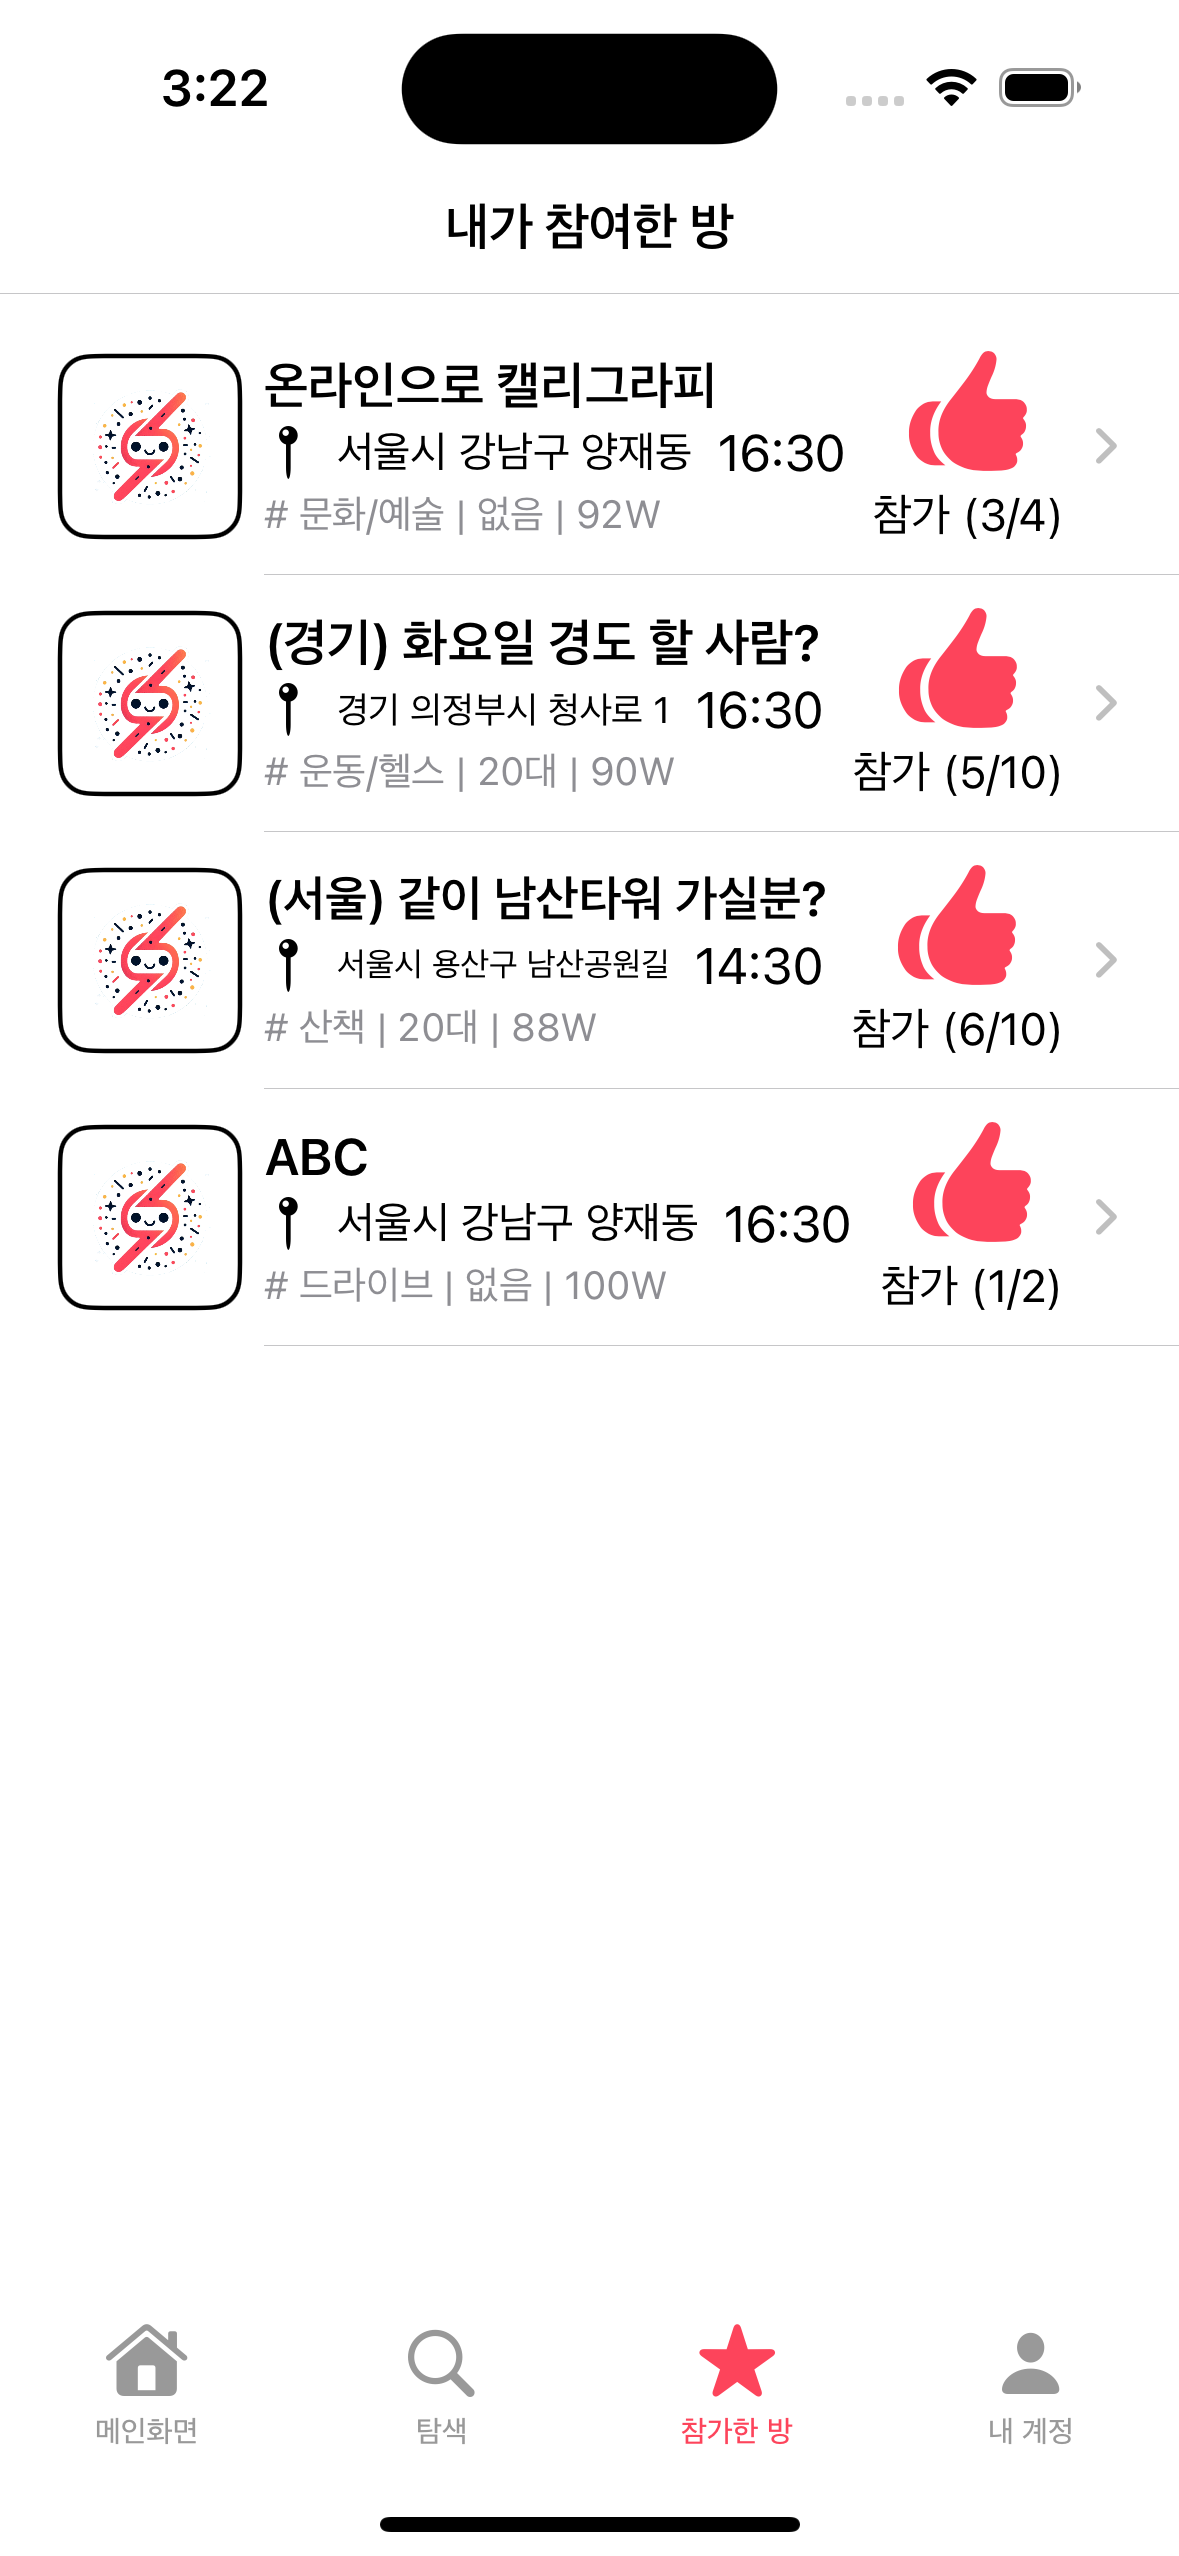 3:22
내가 참여한 방
온라인으로 캘리그라피
서울시 강남구 양재동 16:30
# 문화/예술 | 없음 | 92W
참가 (3/4)
(경기) 화요일 경도 할 사람?
경기 의정부시 청사로 1 16:30
# 운동/헬스 | 20대 | 90W
참가 (5/10)
(서울) 같이 남산타워 가실분?
서울시 용산구 남산공원길 14:30
# 산책 | 20대 | 88W
참가 (6/10)
ABC
서울시 강남구 양재동 16:30
# 드라이브 | 없음 | 100W
참가 (1/2)
메인화면 탐색 참가한 방 내 계정